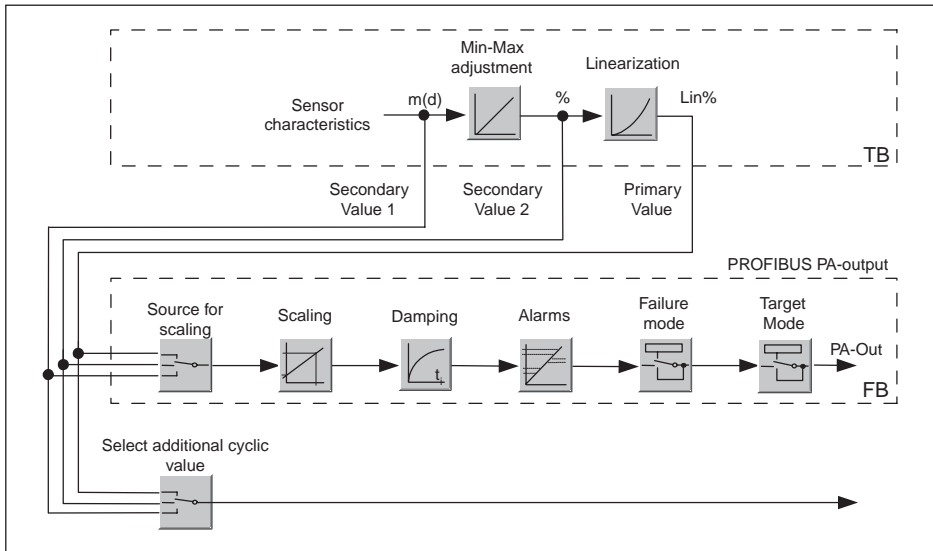 Min-Max
adjustment
Linearization
Sensor
characteristics
m(d)
%
Lin%
TB
Secondary
Value 1
Secondary
Value 2
Primary
Value
PROFIBUS PA-output
Source for
scaling
Scaling
Damping
Alarms
Failure
mode
Target
Mode
t
PA-Out
FB
Select additional cyclic
value